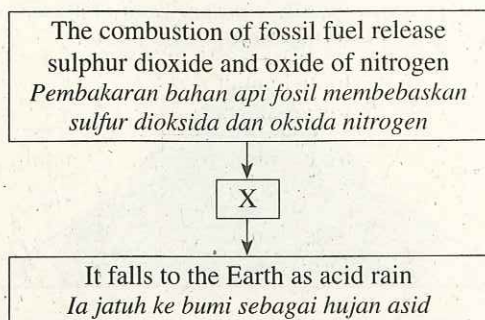 The combustion of fossil fuel release
sulphur dioxide and oxide of nitrogen
Pembakaran bahan api fosil membebaskan
sulfur dioksida dan oksida nitrogen
X
It falls to the Earth as acid rain
Ia jatuh ke bumi sebagai hujan asid